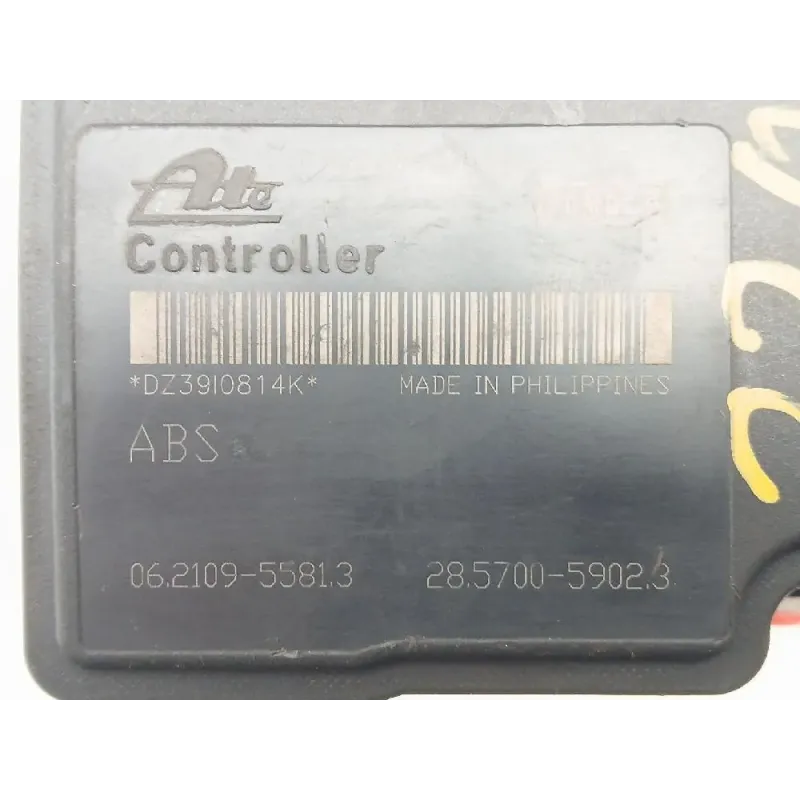 Ate
Controller
*DZ39I0814K* MADE IN PHILIPPINES
ABS
06.2109-5581.3 28.5700-5902.3